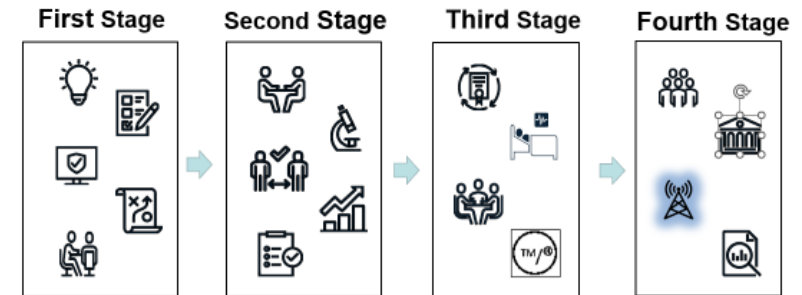 First Stage
Second Stage
Third Stage
Fourth Stage
TM/®